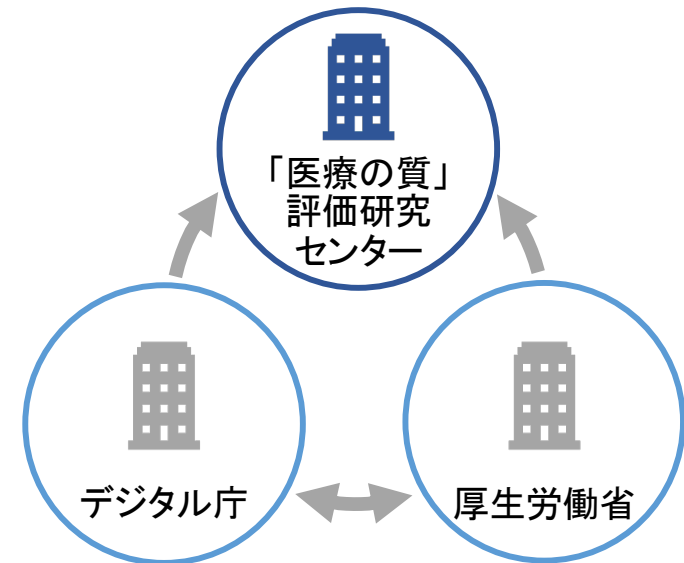 「医療の質」
評価研究
センター
デジタル庁
厚生労働省